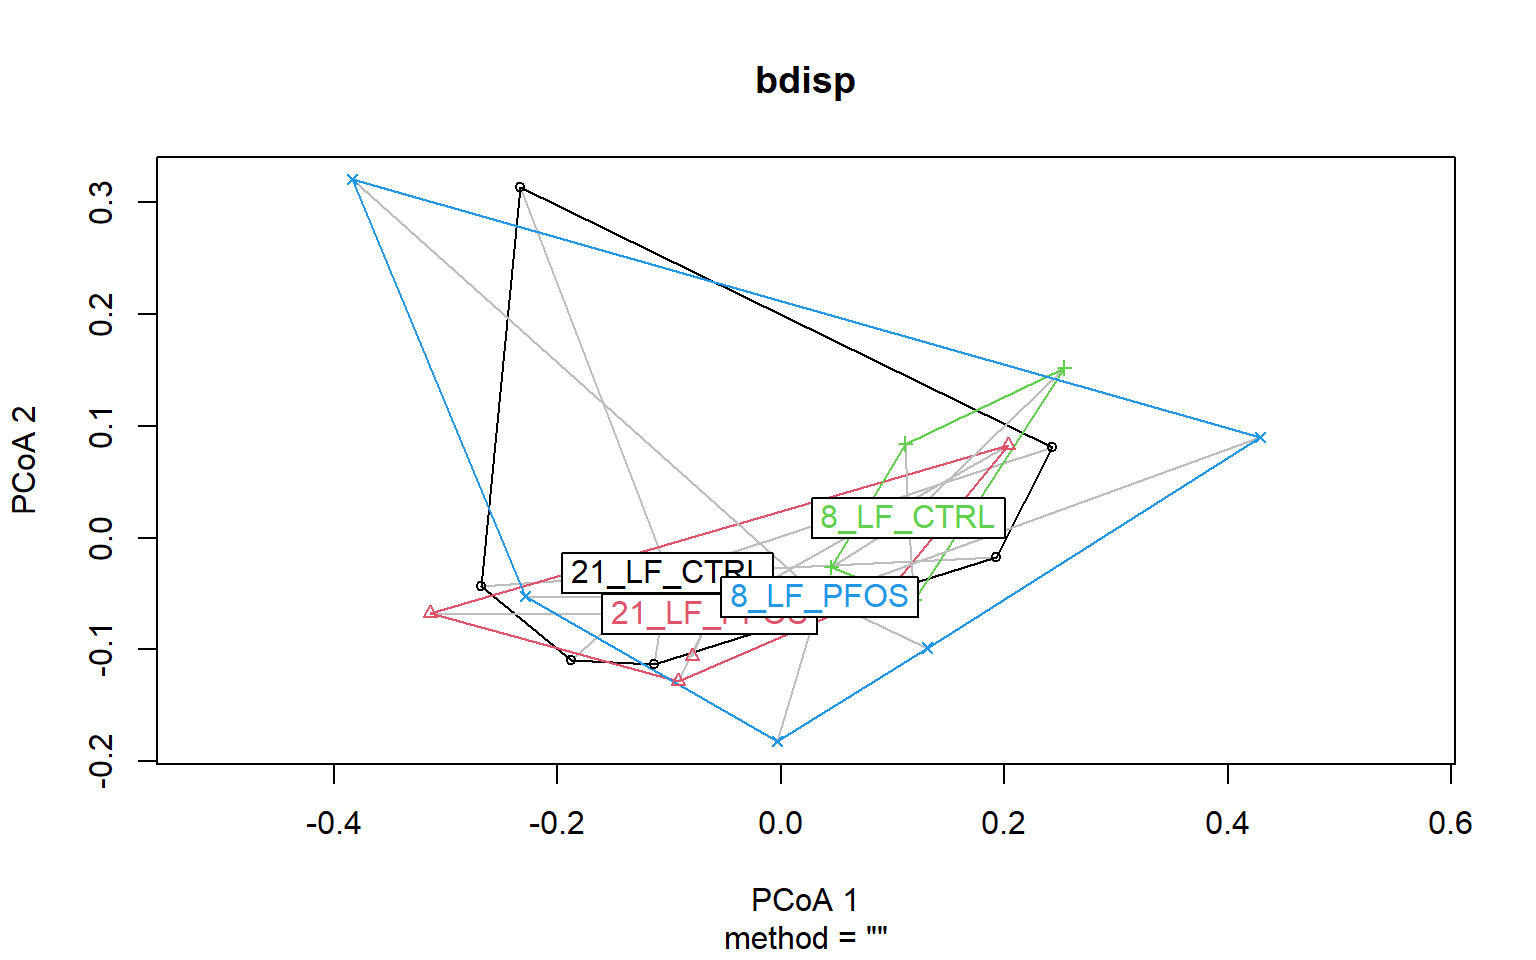 bdisp
PCoA 2
0.3
0.2
0.1
0.0
-0.1
-0.2
8_LF_CTRL
21_LF_CTRL
8_LF_PFOS
21_LF_PFOS
-0.4 -0.2 0.0 0.2 0.4 0.6
PCoA 1
method = ""